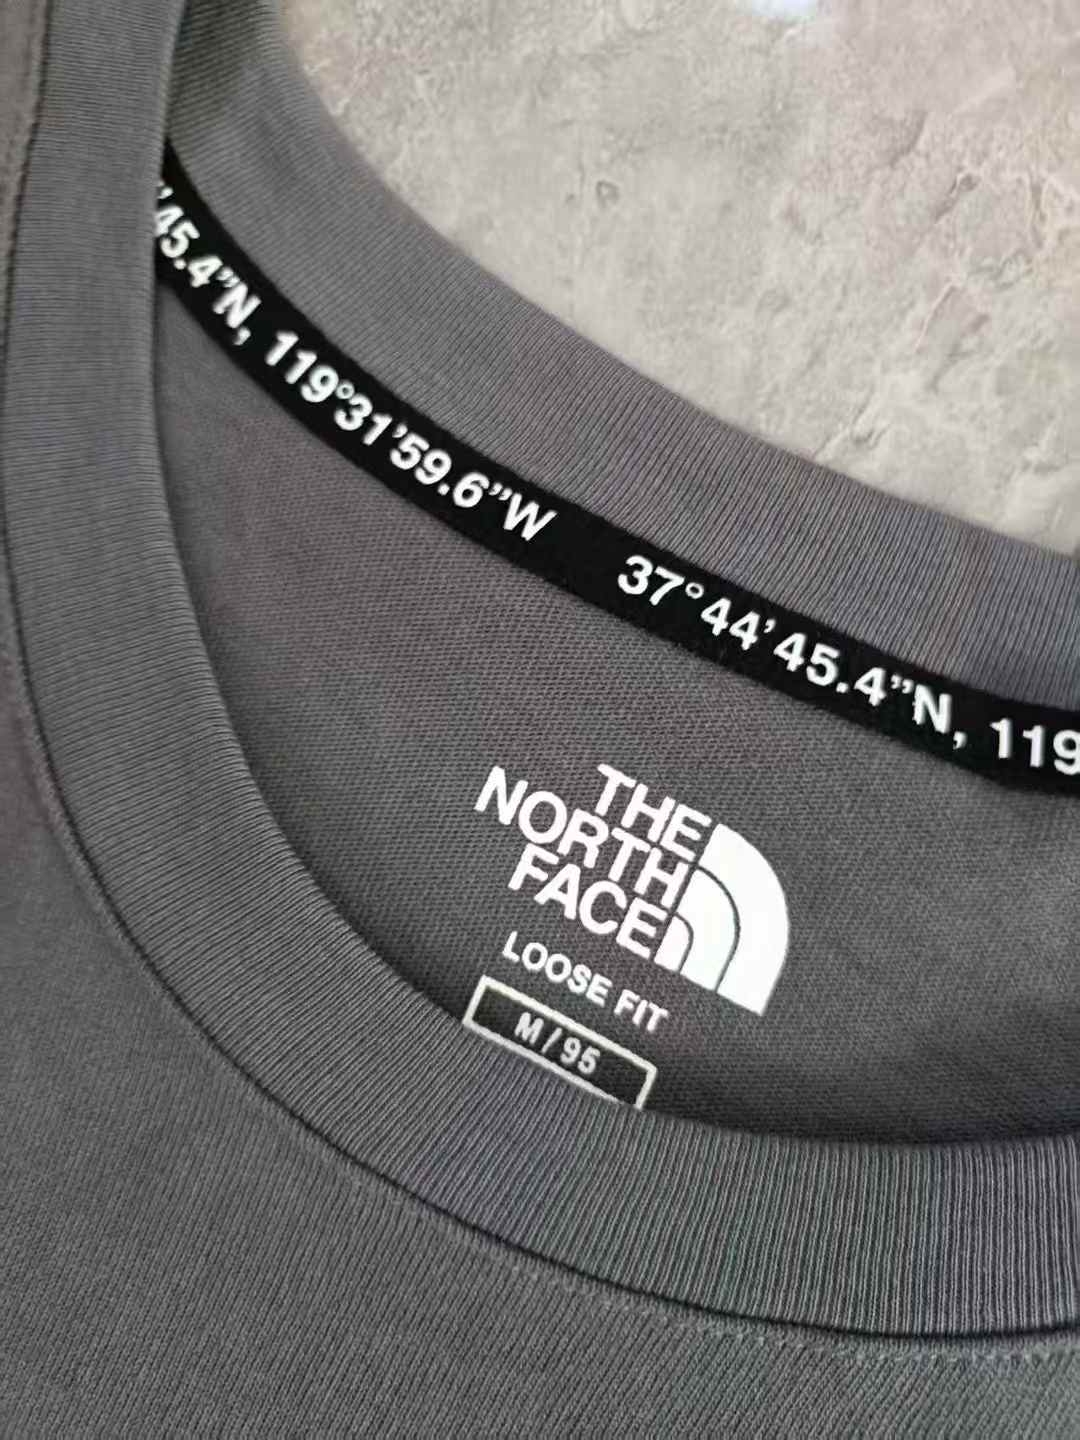 '45.4”N, 119°31’59.6”W 37°44’45.4”N, 119
THE
NORTH
FACE
LOOSE FIT
M / 95